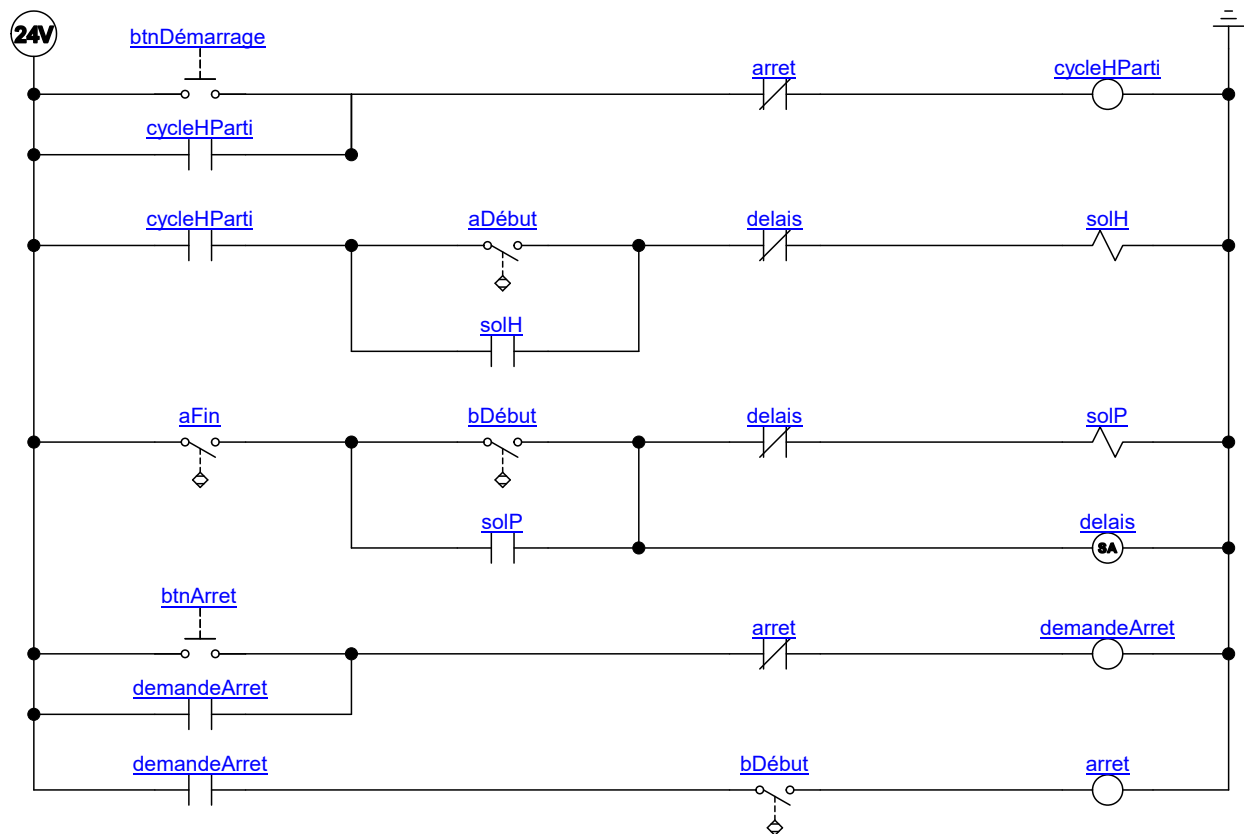 24V
btnDémarrage
arret
cycleHParti
cycleHParti
cycleHParti
aDébut
delais
solH
solH
aFin
bDébut
delais
solP
solP
delais
SA
btnArret
arret
demandeArret
demandeArret
demandeArret
bDébut
arret